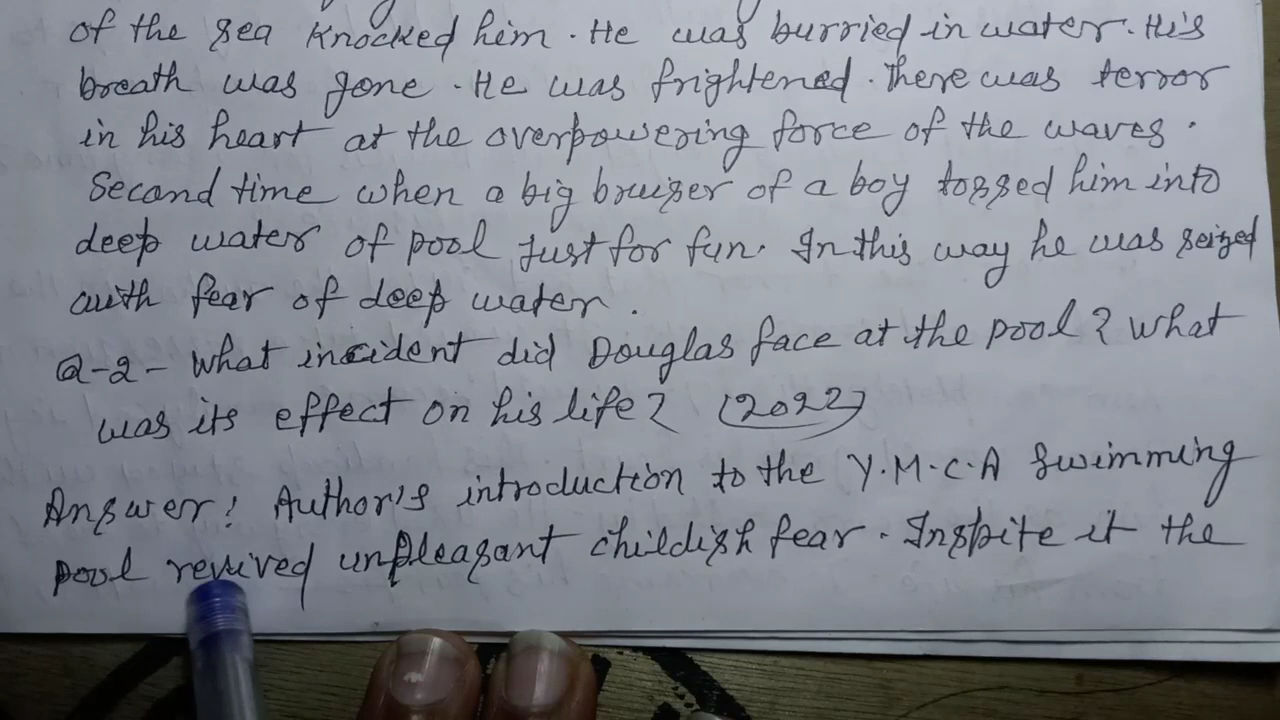 of the sea knocked him. He was burried in water. His
breath was gone. He was frightened. There was terror
in his heart at the overpowering force of the waves.
Second time when a big bruiser of a boy tossed him into
deep water of pool Just for fun. In this way he was seized
with fear of deep water.
Q-2- What incident did Douglas face at the pool? What
was its effect on his life? (2022)
Answer: Author's introduction to the Y.M.C.A Swimming
pool revived unpleasant childish fear. Inspite it the